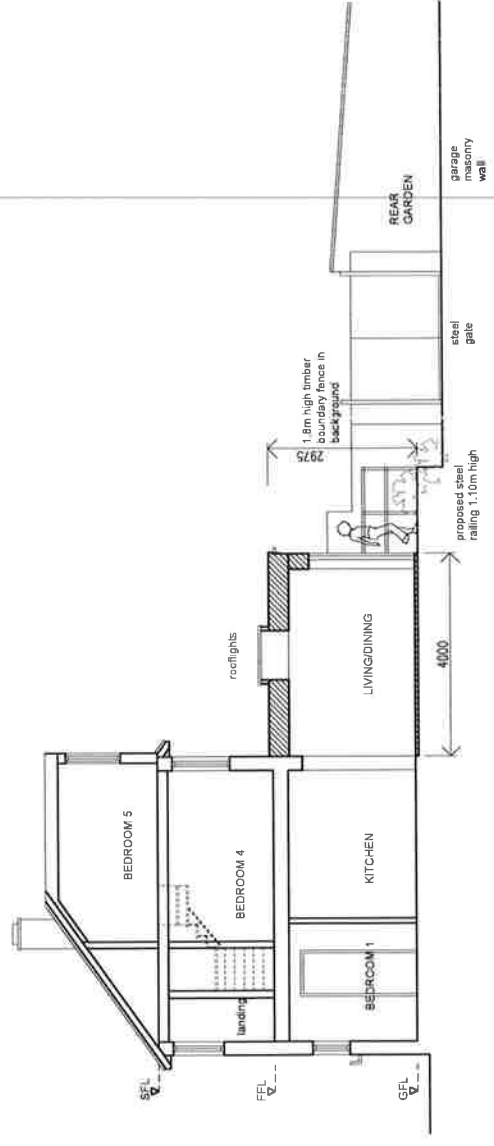 SFL
FFL
GFL
BEDROOM 5
BEDROOM 4
landing
BEDROOM 1
KITCHEN
LIVING/DINING
rooflights
4000
2975
1.8m high timber
boundary fence in
background
proposed steel
railing 1.10m high
steel
gate
REAR
GARDEN
garage
masonry
wall